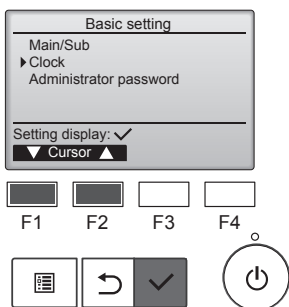 Basic setting
Main/Sub
Clock
Administrator password
Setting display:
Cursor
F1 F2 F3 F4